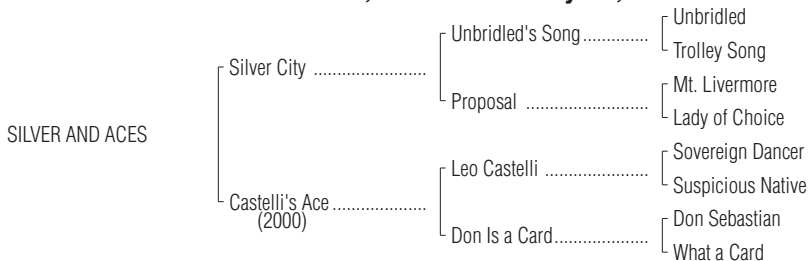 Unbridled
Unbridled's Song..............
Trolley Song
Silver City ........................
Mt. Livermore
Proposal ..........................
Lady of Choice
SILVER AND ACES
Sovereign Dancer
Leo Castelli ......................
Suspicious Native
Castelli's Ace ....................
(2000)
Don Sebastian
Don Is a Card....................
What a Card